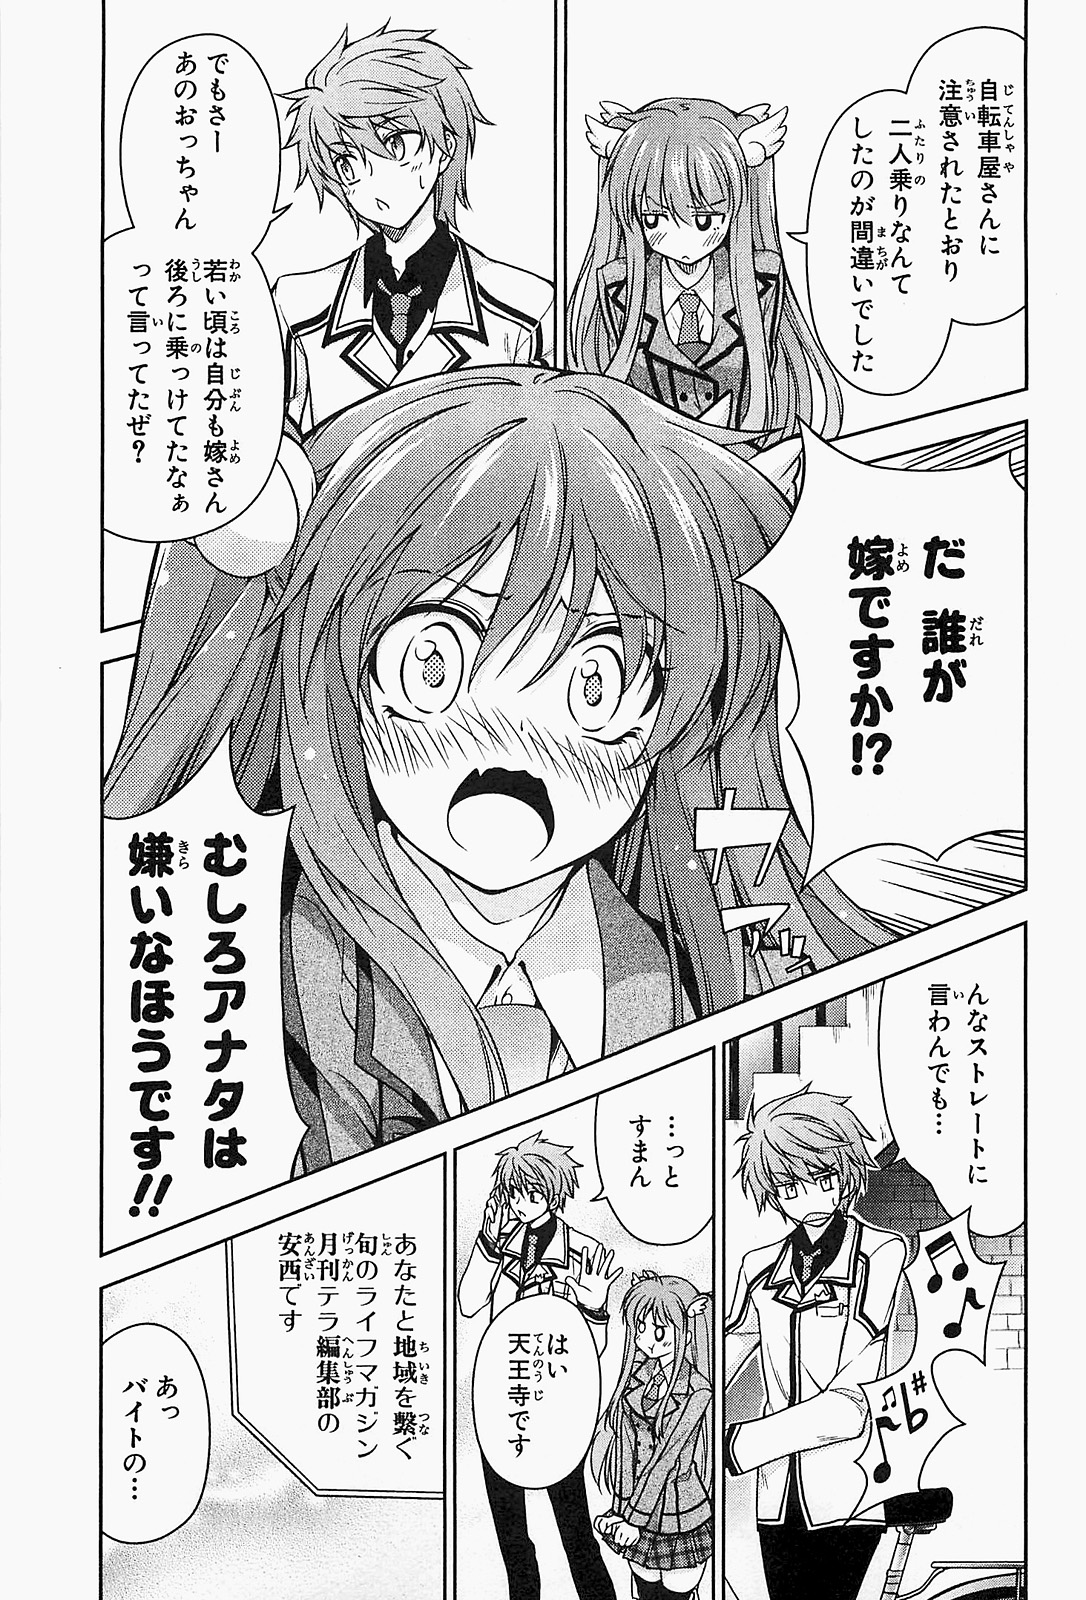 自転車屋さんに
注意されたとおり
二人乗りなんて
したのが間違いでした
でもさー
あのおっちゃん
若い頃は自分も嫁さん
後ろに乗っけてたなぁ
って言ってたぜ？
だ 誰が
嫁ですか!?
むしろアナタは
嫌いなほうです!!
んなストレートに
言わんでも…
…っと
すまん
はい
天王寺です
あなたと地域を繋ぐ
旬のライフマガジン
月刊テラ編集部の
安西です
あっ
バイトの…